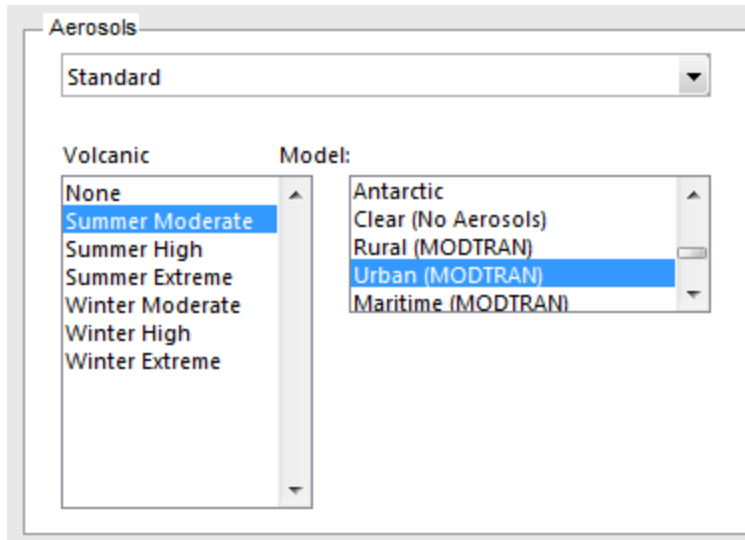 Aerosols
Standard
Volcanic
None
Summer Moderate
Summer High
Summer Extreme
Winter Moderate
Winter High
Winter Extreme
Model:
Antarctic
Clear (No Aerosols)
Rural (MODTRAN)
Urban (MODTRAN)
Maritime (MODTRAN)